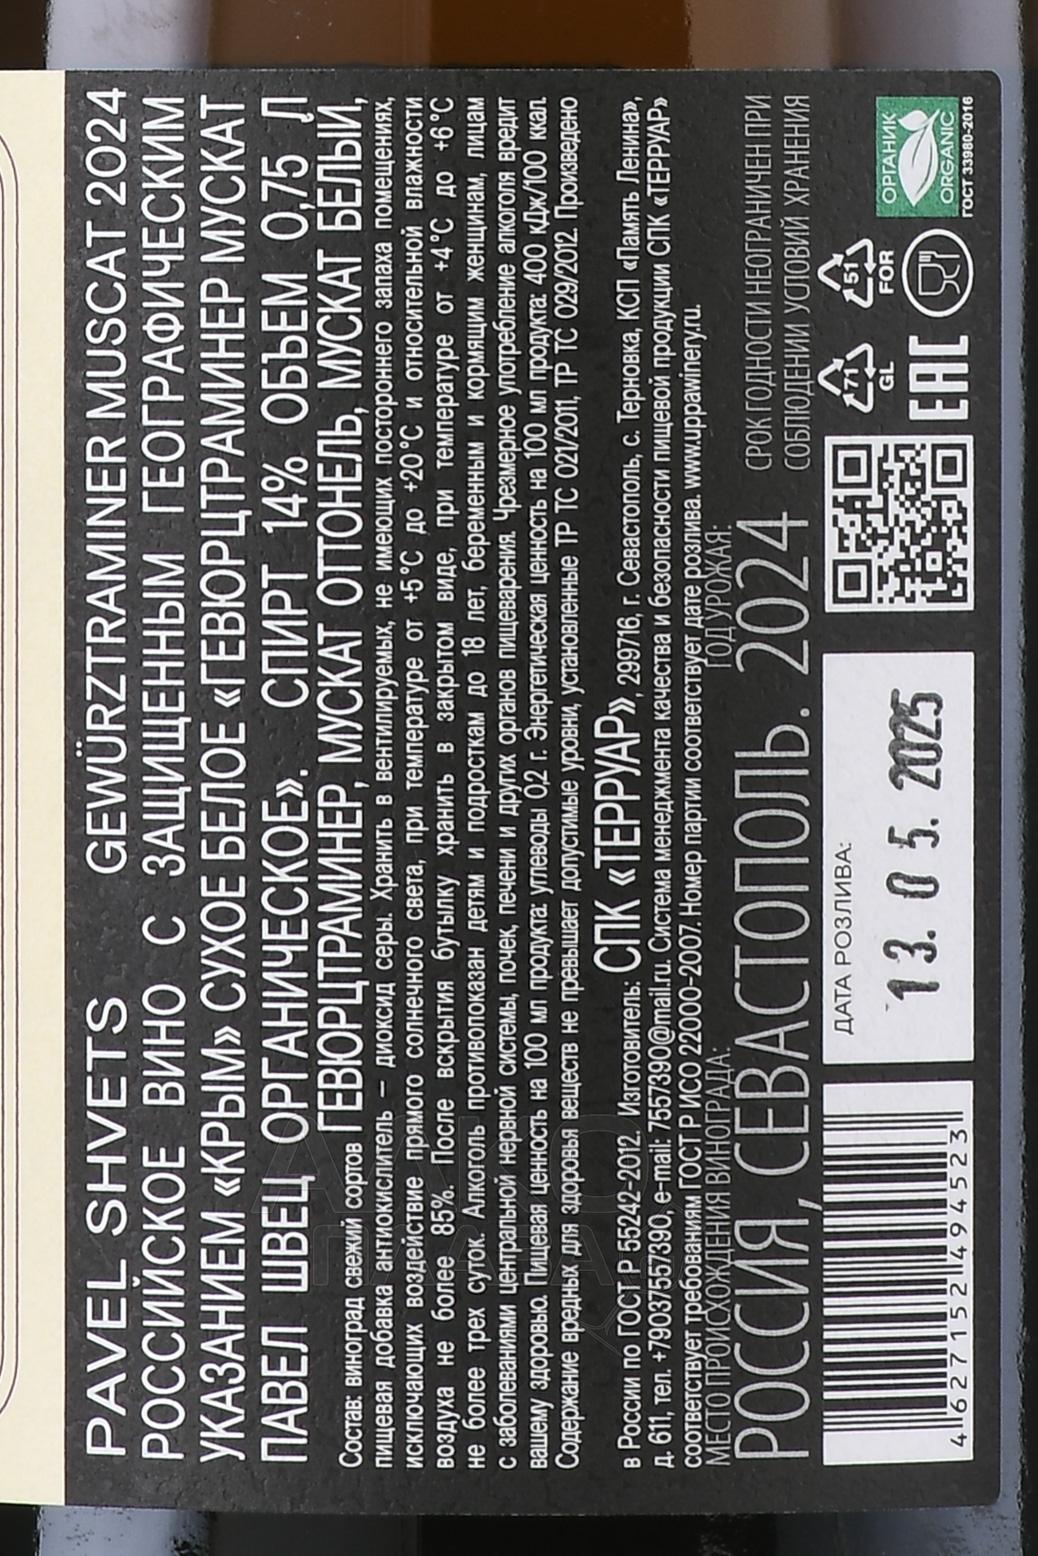 PAVEL SHVETS GEWÜRZTRAMINER MUSCAT 2024
РОССИЙСКОЕ ВИНО С ЗАЩИЩЕННЫМ ГЕОГРАФИЧЕСКИМ
УКАЗАНИЕМ «КРЫМ» СУХОЕ БЕЛОЕ «ГЕВЮРЦТРАМИНЕР МУСКАТ
ПАВЕЛ ШВЕЦ ОРГАНИЧЕСКОЕ». СПИРТ 14% ОБЪЕМ 0,75 Л
Состав: виноград свежий сортов ГЕВЮРЦТРАМИНЕР, МУСКАТ ОТТОНЕЛЬ, МУСКАТ БЕЛЫЙ,
пищевая добавка антиокислитель – диоксид серы. Хранить в вентилируемых, не имеющих постороннего запаха помещениях,
исключающих воздействие прямого солнечного света, при температуре от +5°С до +20°С и относительной влажности
воздуха не более 85%. После вскрытия бутылку хранить в закрытом виде, при температуре от +4°С до +6°С
не более трех суток. Алкоголь противопоказан детям и подросткам до 18 лет, беременным и кормящим женщинам, лицам
с заболеваниями центральной нервной системы, почек, печени и других органов пищеварения. Чрезмерное употребление алкоголя вредит
вашему здоровью. Пищевая ценность на 100 мл продукта: углеводы 0,2 г. Энергетическая ценность на 100 мл продукта: 400 кДж/100 ккал.
Содержание вредных для здоровья веществ не превышает допустимые уровни, установленные ТР ТС 021/2011, ТР ТС 029/2012. Произведено
в России по ГОСТ Р 55242-2012. Изготовитель: СПК «ТЕРРУАР», 299716, г. Севастополь, с. Терновка, КСП «Память Ленина»,
д. 611, тел. +79037557390, e-mail: 7557390@mail.ru. Система менеджмента качества и безопасности пищевой продукции СПК «ТЕРРУАР»
соответствует требованиям ГОСТ Р ИСО 22000-2007. Номер партии соответствует дате розлива. www.uppawinery.ru.
МЕСТО ПРОИСХОЖДЕНИЯ ВИНОГРАДА: ГОД УРОЖАЯ:
РОССИЯ, СЕВАСТОПОЛЬ. 2024
СРОК ГОДНОСТИ НЕОГРАНИЧЕН ПРИ
СОБЛЮДЕНИИ УСЛОВИЙ ХРАНЕНИЯ
4 627152 494523
ДАТА РОЗЛИВА:
13.05.2025
71
GL
51
FOR
EAC
ОРГАНИК
ORGANIC
ГОСТ 33980-2016
АЛКО
ПЛАЗА